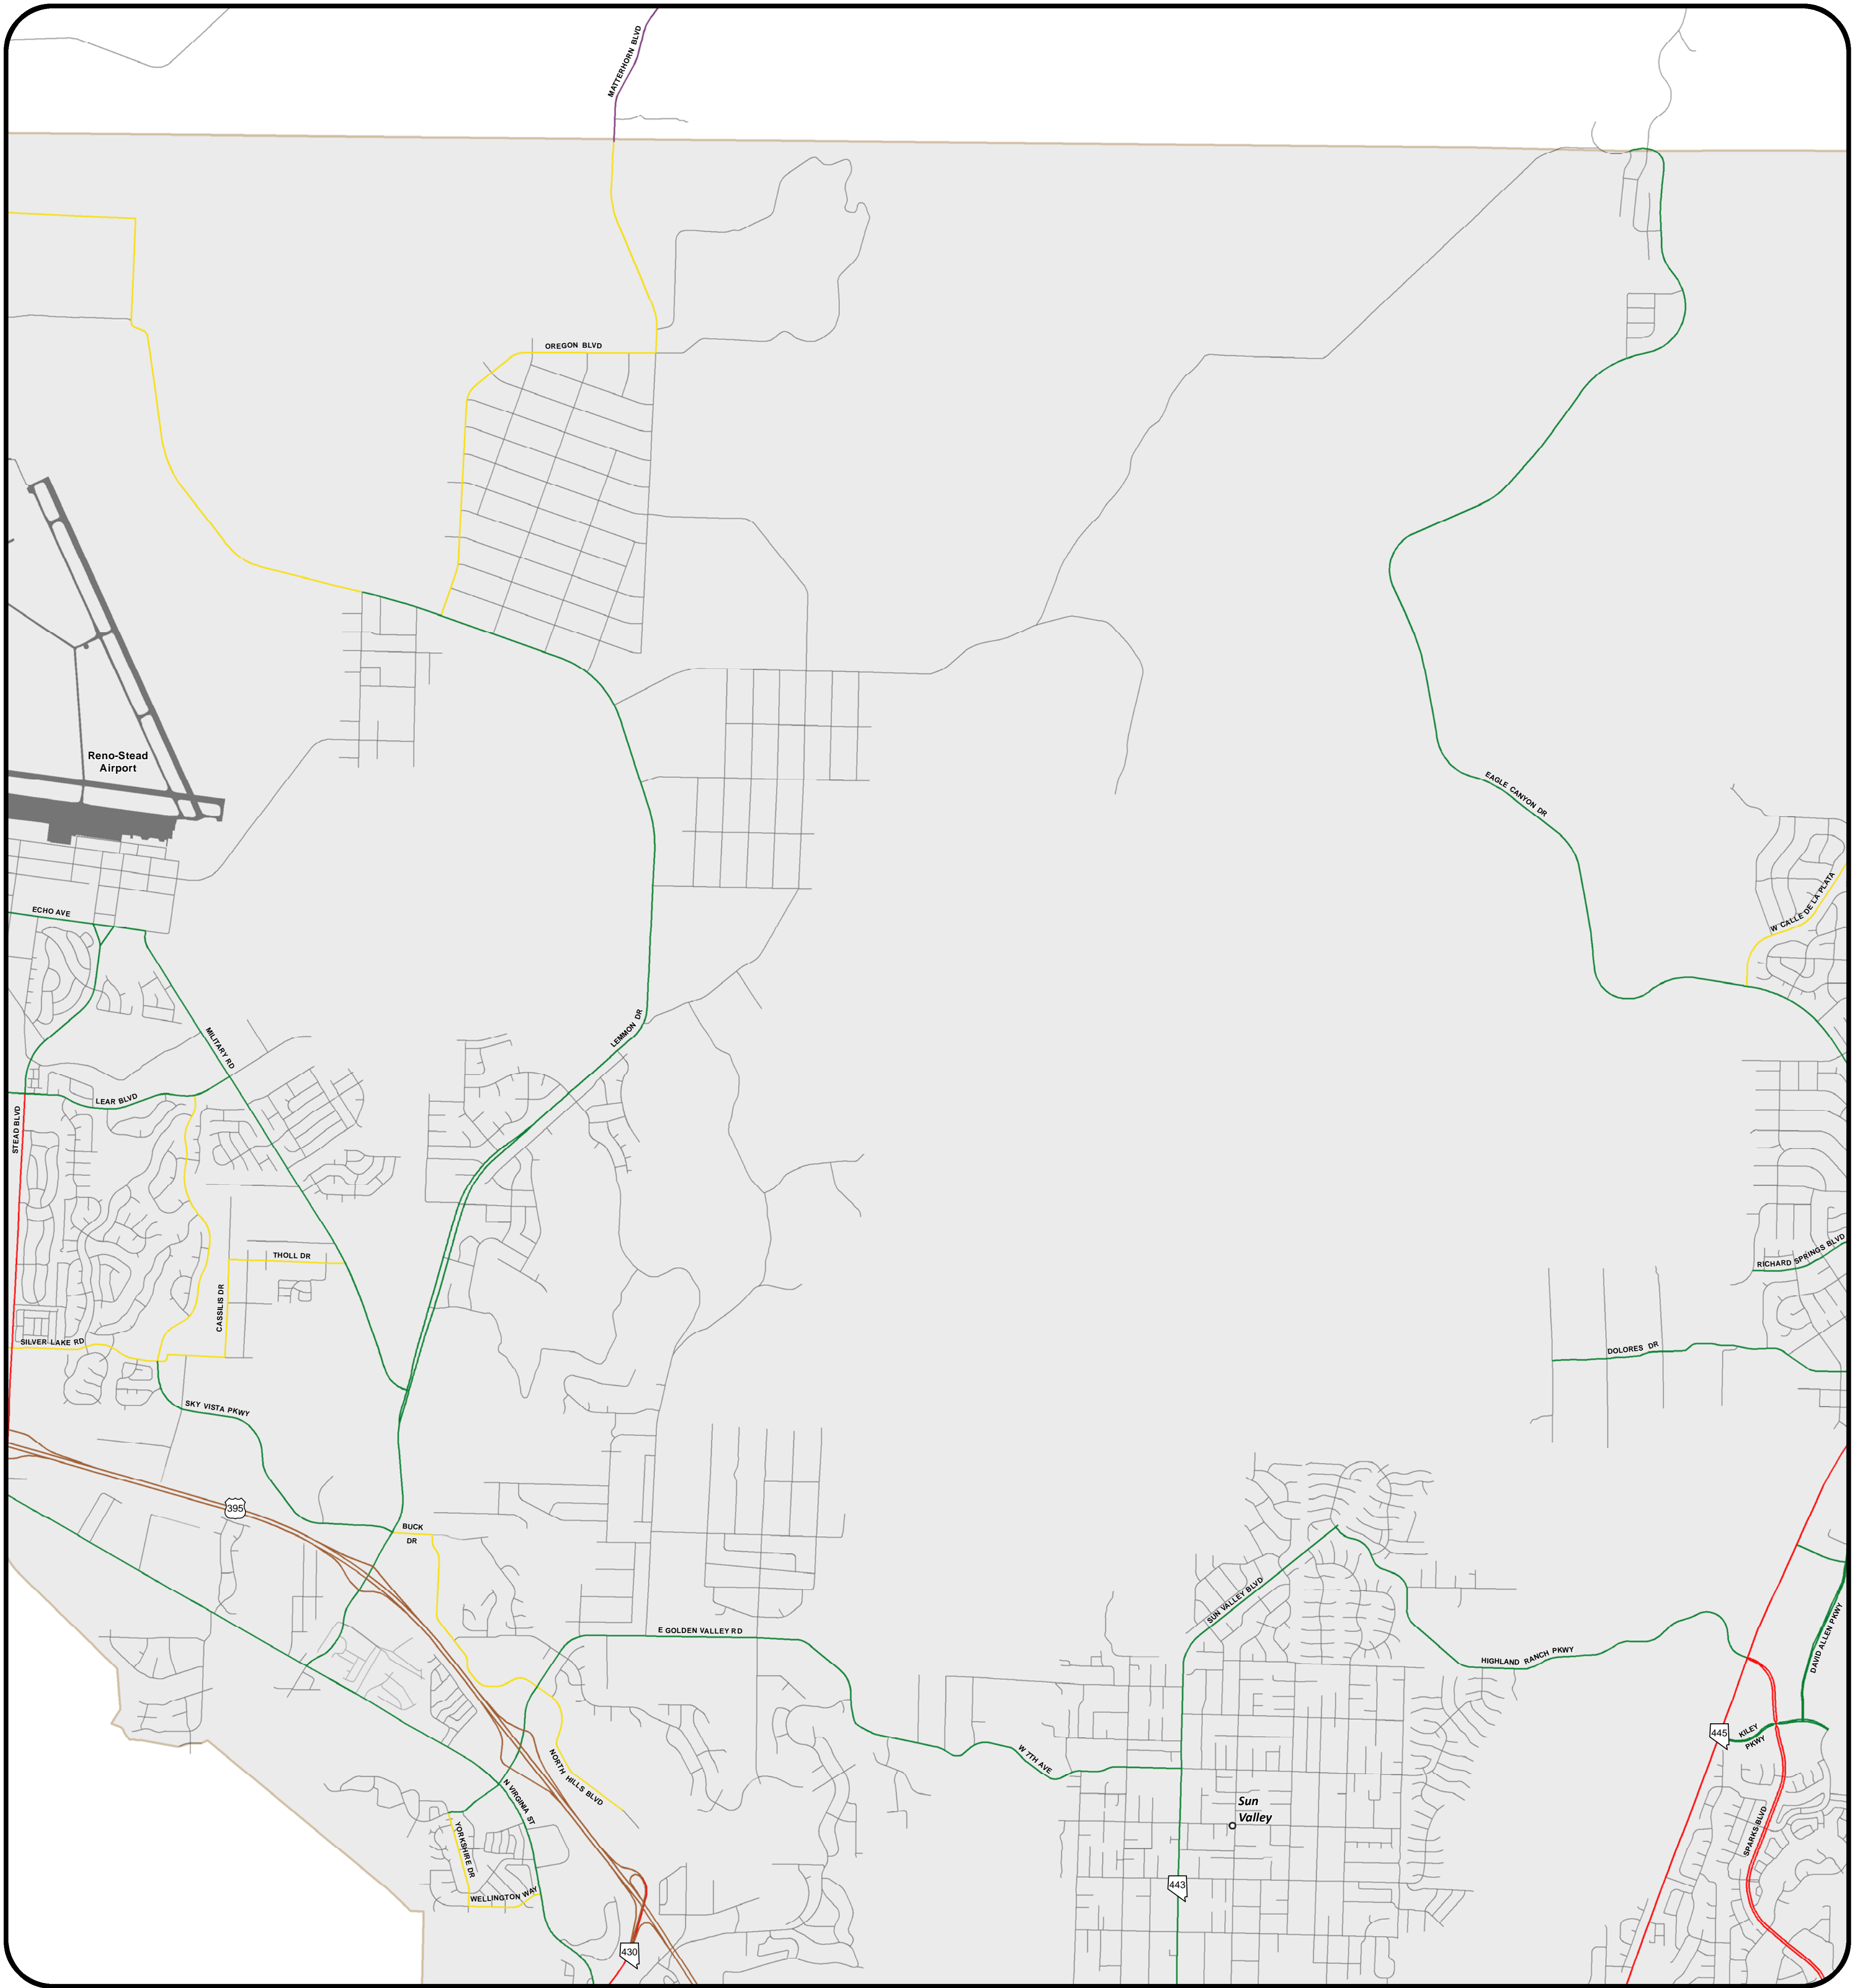 MATTERHORN BLVD
OREGON BLVD
Reno-Stead
Airport
EAGLE CANYON DR
W CALLE DE LA PLATA
ECHO AVE
MILITARY RD
LEMMON DR
LEAR BLVD
STEAD BLVD
THOLL DR
CASSILIS DR
RICHARD SPRINGS BLVD
SILVER LAKE RD
DOLORES DR
SKY VISTA PKWY
395
BUCK
DR
SUN VALLEY BLVD
E GOLDEN VALLEY RD
HIGHLAND RANCH PKWY
DAVID ALLEN PKWY
445
KILEY
PKWY
W 7TH AVE
NORTH HILLS BLVD
N VIRGINIA ST
Sun
Valley
YORKSHIRE DR
SPARKS BLVD
WELLINGTON WAY
443
430